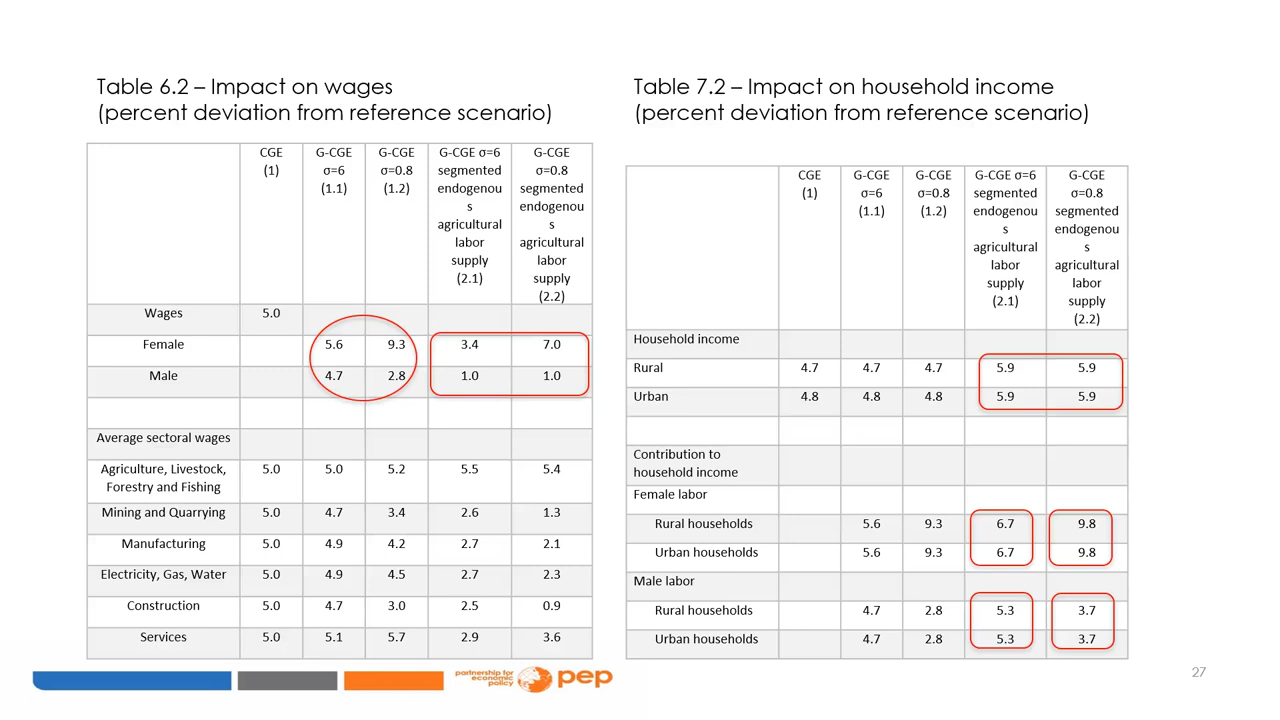 Table 6.2 – Impact on wages
(percent deviation from reference scenario)
CGE
(1)
G-CGE
σ=6
(1.1)
G-CGE
σ=0.8
(1.2)
G-CGE σ=6
segmented
endogenou
s
agricultural
labor
supply
(2.1)
G-CGE
σ=0.8
segmented
endogenou
s
agricultural
labor
supply
(2.2)
Wages 5.0
Female 5.6 9.3 3.4 7.0
Male 4.7 2.8 1.0 1.0
Average sectoral wages
Agriculture, Livestock,
Forestry and Fishing 5.0 5.0 5.2 5.5 5.4
Mining and Quarrying 5.0 4.7 3.4 2.6 1.3
Manufacturing 5.0 4.9 4.2 2.7 2.1
Electricity, Gas, Water 5.0 4.9 4.5 2.7 2.3
Construction 5.0 4.7 3.0 2.5 0.9
Services 5.0 5.1 5.7 2.9 3.6
Table 7.2 – Impact on household income
(percent deviation from reference scenario)
CGE
(1)
G-CGE
σ=6
(1.1)
G-CGE
σ=0.8
(1.2)
G-CGE σ=6
segmented
endogenou
s
agricultural
labor
supply
(2.1)
G-CGE
σ=0.8
segmented
endogenou
s
agricultural
labor
supply
(2.2)
Household income
Rural 4.7 4.7 4.7 5.9 5.9
Urban 4.8 4.8 4.8 5.9 5.9
Contribution to
household income
Female labor
Rural households 5.6 9.3 6.7 9.8
Urban households 5.6 9.3 6.7 9.8
Male labor
Rural households 4.7 2.8 5.3 3.7
Urban households 4.7 2.8 5.3 3.7
partnership for
economic
policy
pep
27